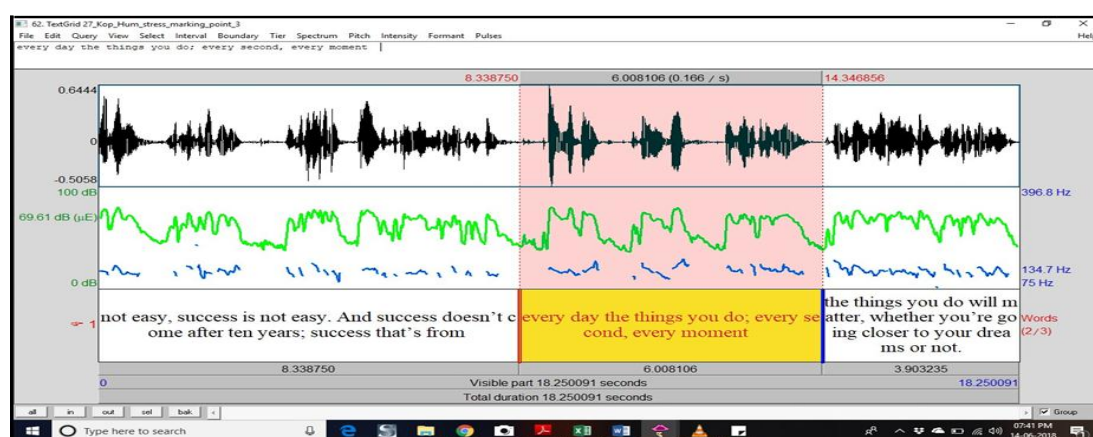 62. TextGrid 27_Kop_Hum_stress_marking_point_3
File Edit Query View Select Interval Boundary Tier Spectrum Pitch Intensity Formant Pulses Hel
every day the things you do; every second, every moment
8.338750 6.008106 (0.166 / s) 14.346856
0.6444
0
-0.5058
100 dB 396.8 Hz
69.61 dB (µE)
134.7 Hz
0 dB 75 Hz
not easy, success is not easy. And success doesn't c
ome after ten years; success that's from
every day the things you do; every se
cond, every moment
the things you do will m
atter, whether you're go
ing closer to your drea
ms or not.
1
Words
(2/3)
8.338750 6.008106 3.903235
0 Visible part 18.250091 seconds 18.250091
Total duration 18.250091 seconds
all in out sel bak Group
Type here to search 07:41 PM
14-06-2018